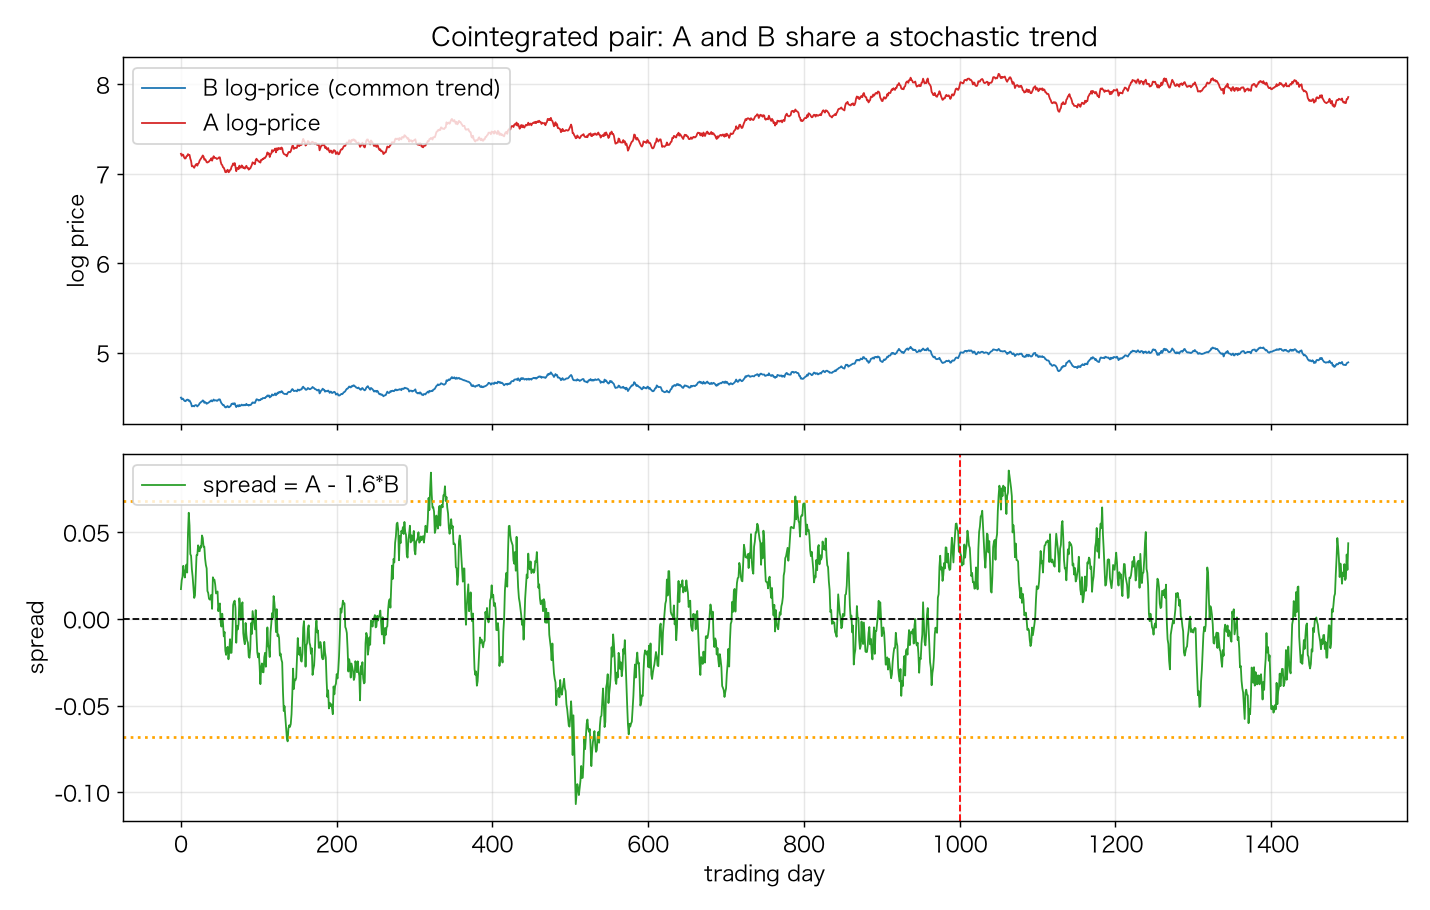 Cointegrated pair: A and B share a stochastic trend
B log-price (common trend)
A log-price
8
7
6
5
log price
spread = A - 1.6*B
0.05
0.00
-0.05
-0.10
spread
0
200
400
600
800
1000
1200
1400
trading day